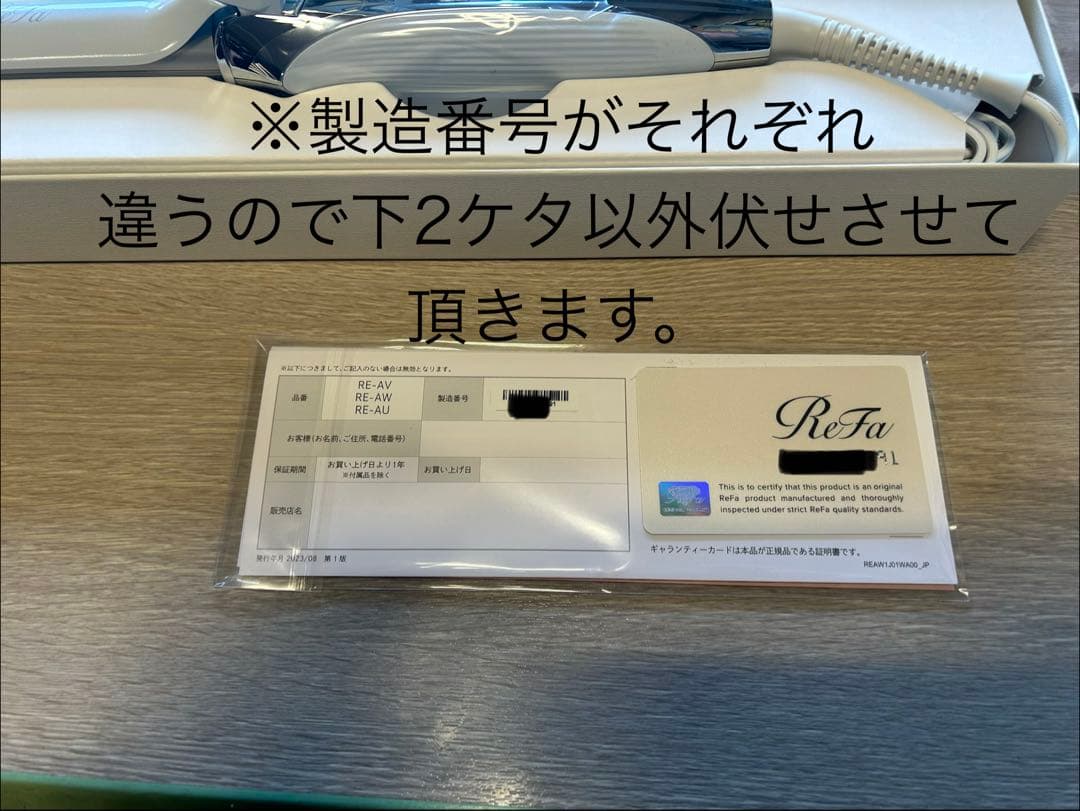 ReFa
※製造番号がそれぞれ
違うので下2ケタ以外伏せさせて
頂きます。
※以下につきまして、ご記入のない場合は無効となります。
品番
RE-AV
RE-AW
RE-AU
製造番号
91
お客様(お名前、ご住所、電話番号)
保証期間
お買い上げ日より1年
※付属品を除く
お買い上げ日
販売店名
発行年月 2023/08 第1版
ReFa
91
This is to certify that this product is an original
ReFa product manufactured and thoroughly
inspected under strict ReFa quality standards.
ギャランティーカードは本品が正規品である証明書です。
REAW1J01WA00_JP